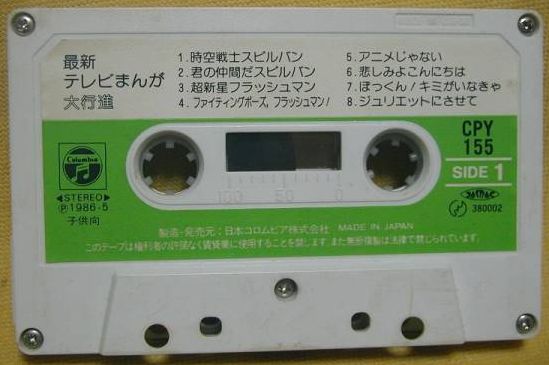 最新
テレビまんが
大行進
1.時空戦士スピルバン
2.君の仲間だスピルバン
3.超新星フラッシュマン
4.ファイティングポーズ, フラッシュマン!
5.アニメじゃない
6.悲しみよこんにちは
7.ほっくん/キミがいなきゃ
8.ジュリエットにさせて
Columbia
◀STEREO▶
Ⓟ1986・5
子供向
100 50 0
CPY
155
SIDE 1
380002
製造・発売元:日本コロムビア株式会社 MADE IN JAPAN
このテープは権利者の許諾なく賃貸業に使用することを禁じます。また無断複製は法律で禁じられています。